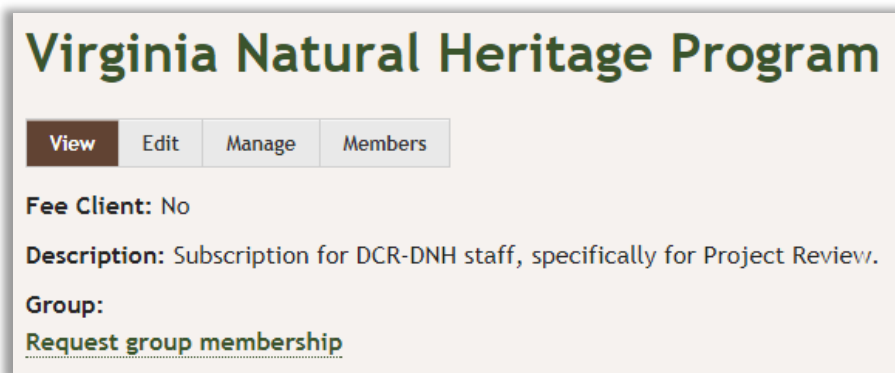 Virginia Natural Heritage Program
View Edit Manage Members
Fee Client: No
Description: Subscription for DCR-DNH staff, specifically for Project Review.
Group:
Request group membership